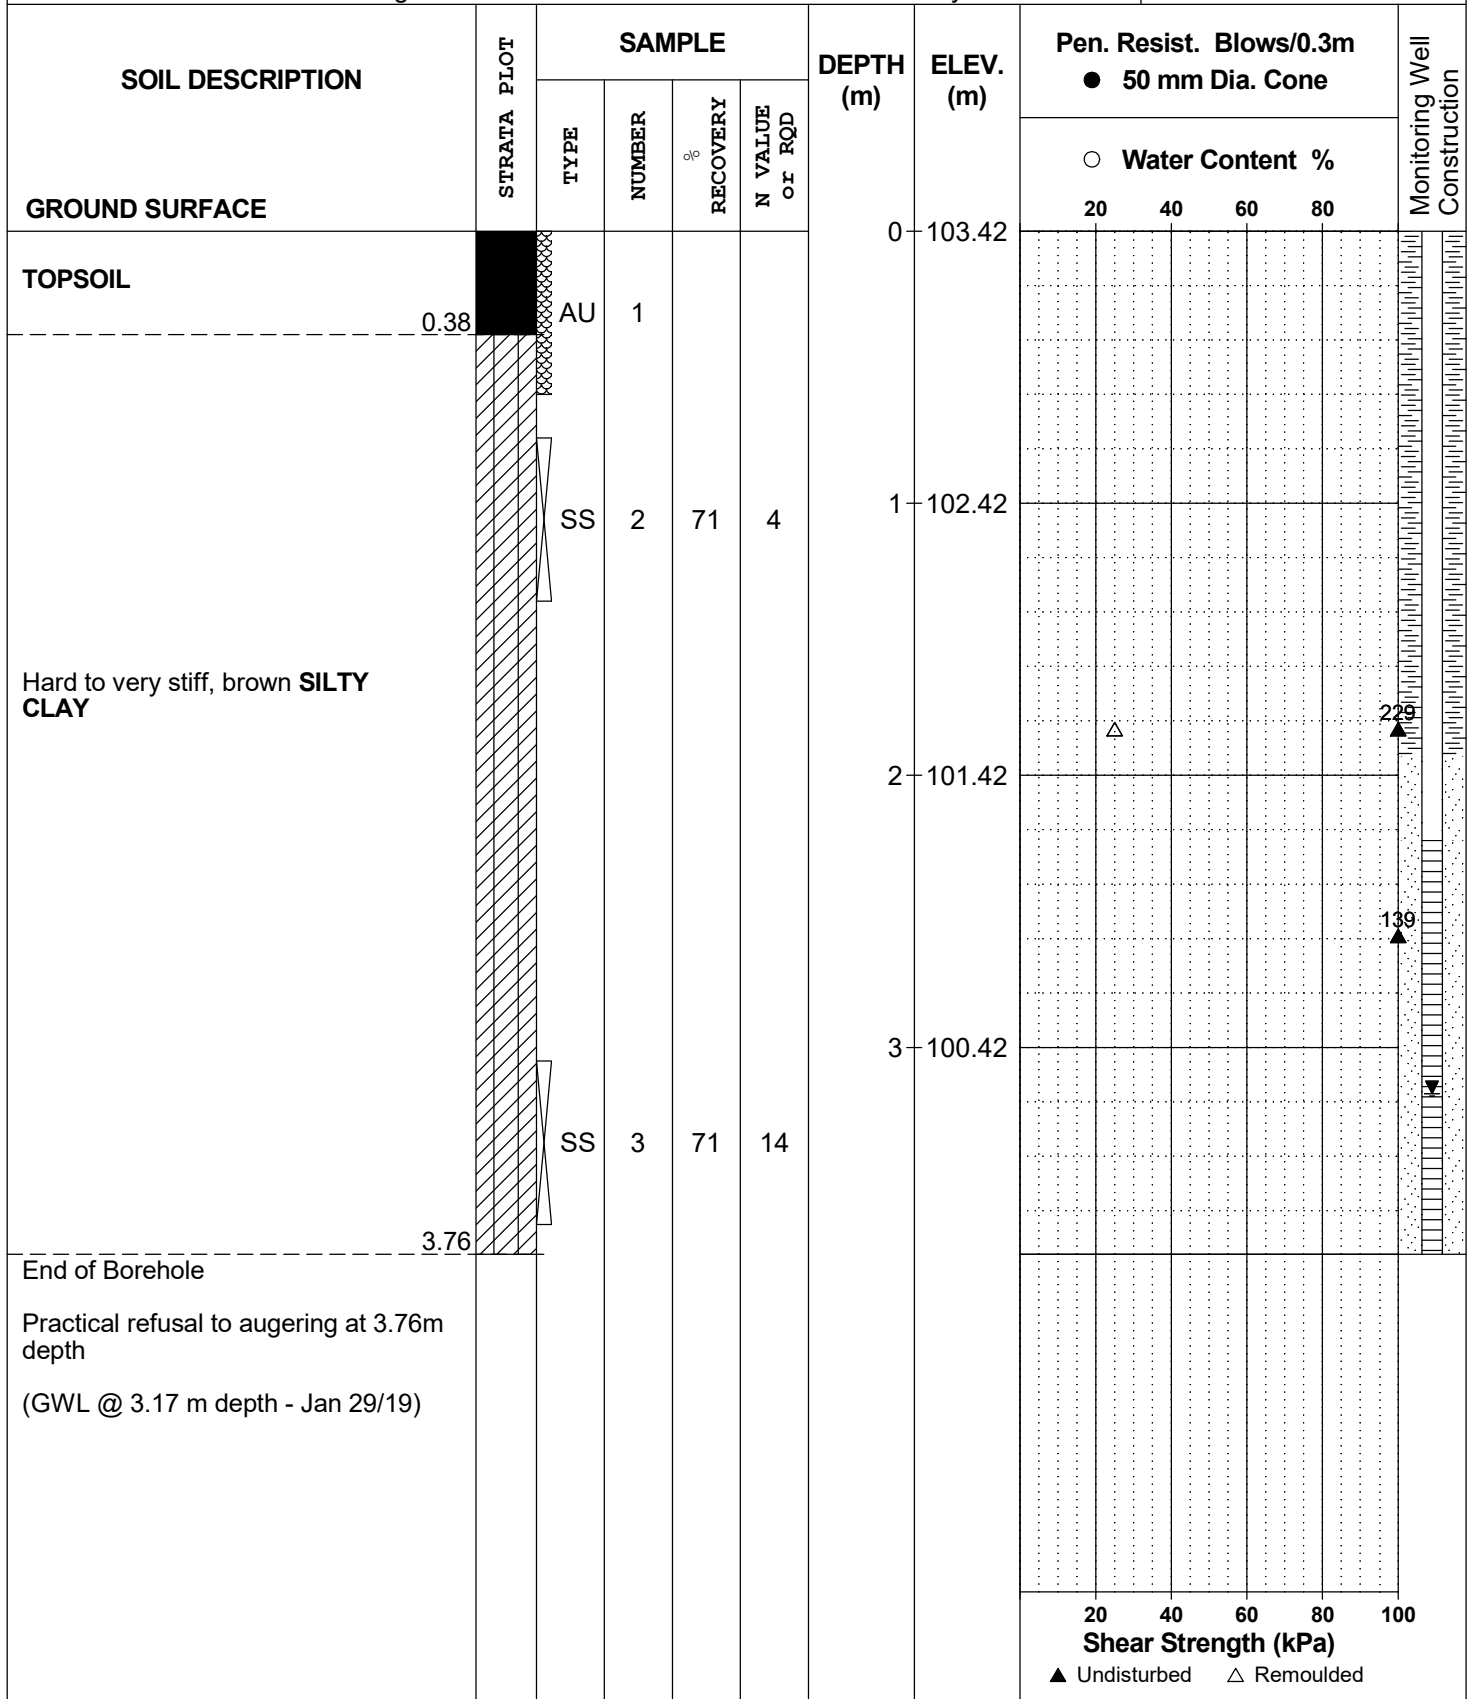 SOIL DESCRIPTION
GROUND SURFACE
STRATA PLOT
SAMPLE
TYPE
NUMBER
%
RECOVERY
N VALUE
or RQD
DEPTH
(m)
ELEV.
(m)
Pen. Resist. Blows/0.3m
● 50 mm Dia. Cone
○ Water Content %
20 40 60 80
Monitoring Well
Construction
0 103.42
TOPSOIL
0.38
AU 1
1 102.42
SS 2 71 4
Hard to very stiff, brown SILTY
CLAY
229
2 101.42
139
3 100.42
SS 3 71 14
3.76
End of Borehole
Practical refusal to augering at 3.76m
depth
(GWL @ 3.17 m depth - Jan 29/19)
20 40 60 80 100
Shear Strength (kPa)
▲ Undisturbed △ Remoulded